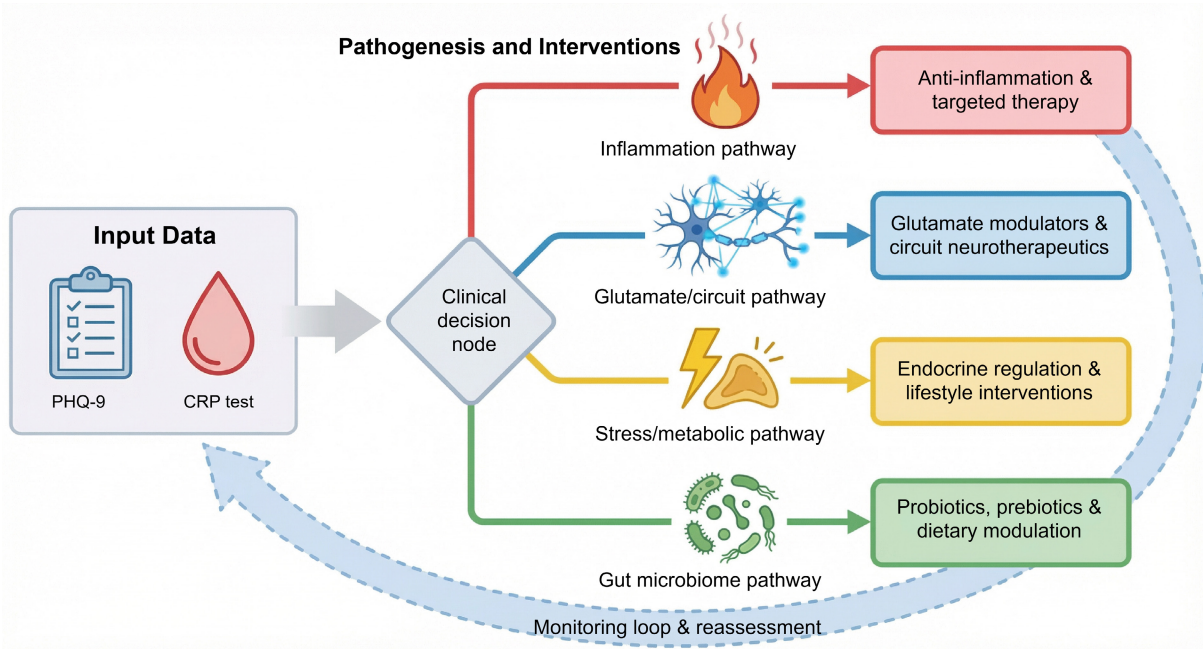 Pathogenesis and Interventions
Anti-inflammation &
targeted therapy
Inflammation pathway
Input Data
PHQ-9
CRP test
Clinical
decision
node
Glutamate modulators &
circuit neurotherapeutics
Glutamate/circuit pathway
Endocrine regulation &
lifestyle interventions
Stress/metabolic pathway
Probiotics, prebiotics &
dietary modulation
Gut microbiome pathway
Monitoring loop & reassessment